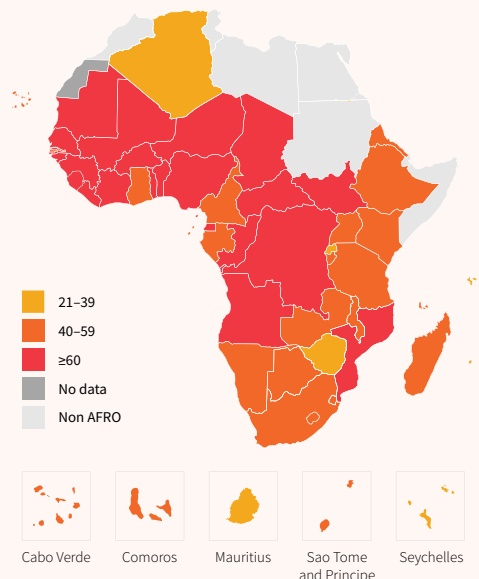 21–39
40–59
≥60
No data
Non AFRO
Cabo Verde
Comoros
Mauritius
Sao Tome
and Principe
Seychelles